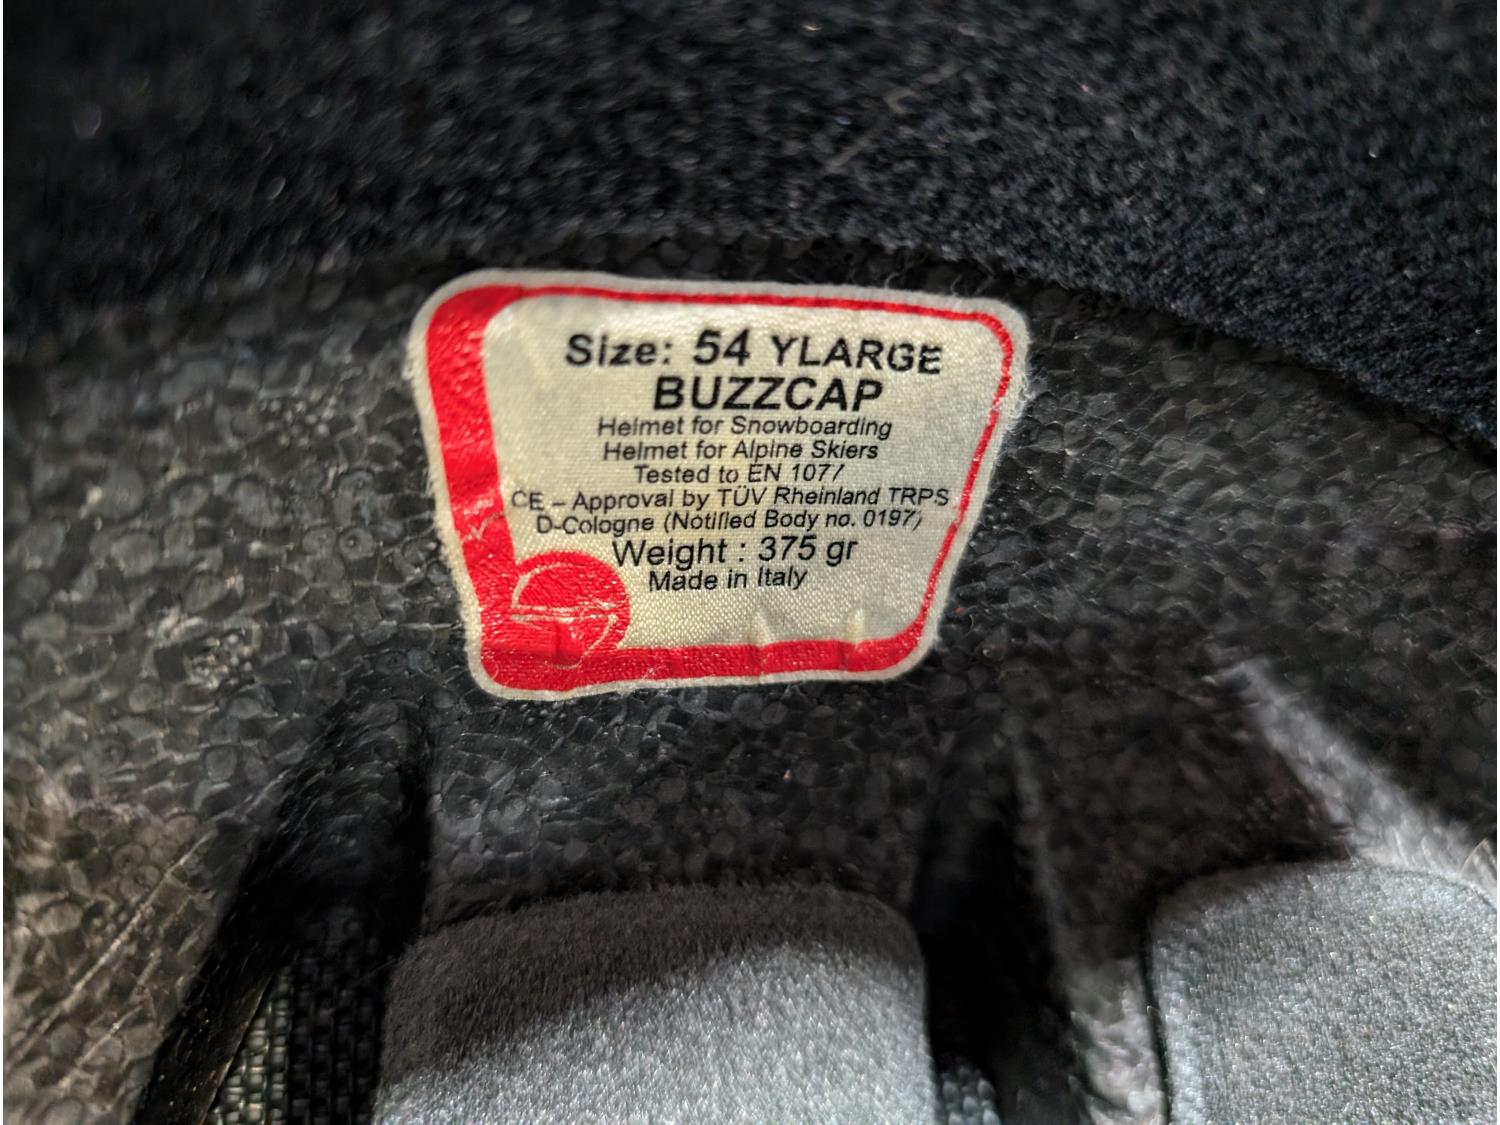 Size: 54 YLARGE
BUZZCAP
Helmet for Snowboarding
Helmet for Alpine Skiers
Tested to EN 1077
CE – Approval by TÜV Rheinland TRPS
D-Cologne (Notified Body no. 0197)
Weight : 375 gr
Made in Italy